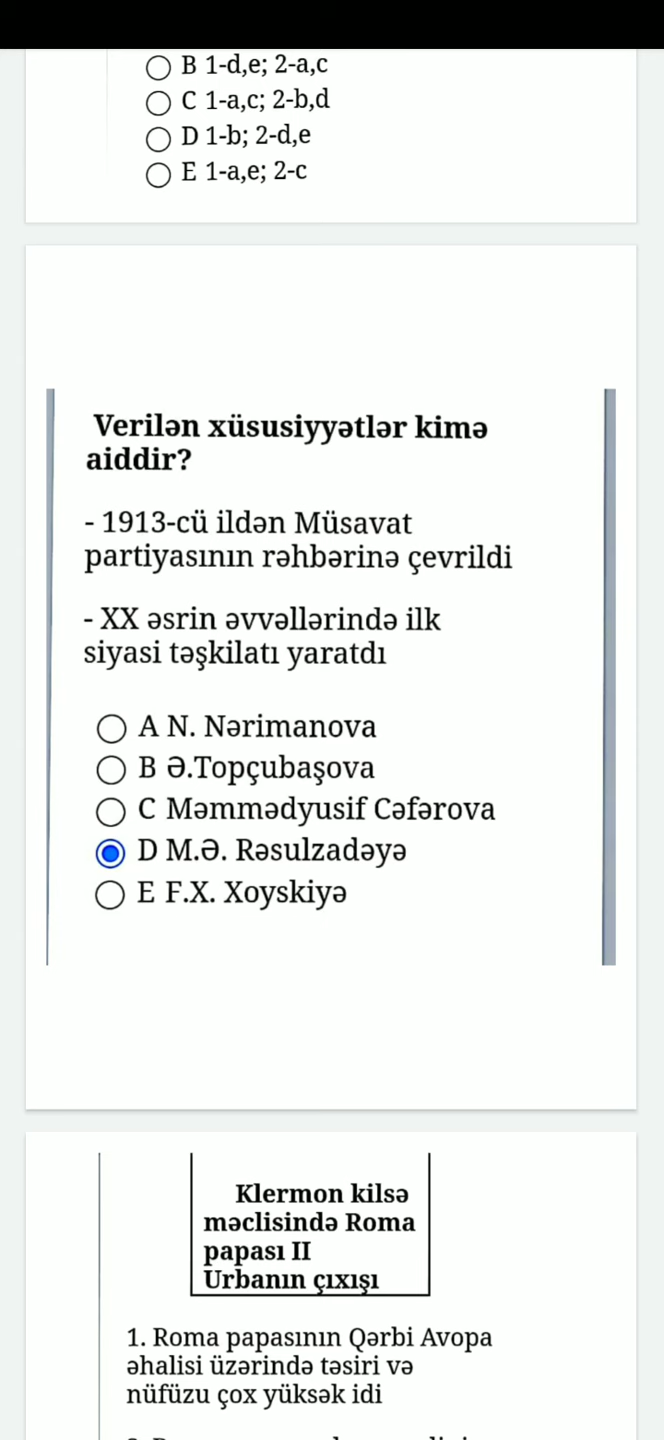 B 1-d,e; 2-a,c
C 1-a,c; 2-b,d
D 1-b; 2-d,e
E 1-a,e; 2-c
Verilən xüsusiyyətlər kimə
aiddir?
- 1913-cü ildən Müsavat
partiyasının rəhbərinə çevrildi
- XX əsrin əvvəllərində ilk
siyasi təşkilatı yaratdı
A N. Nərimanova
B Ə.Topçubaşova
C Məmmədyusif Cəfərova
D M.Ə. Rəsulzadəyə
E F.X. Xoyskiyə
Klermon kilsə
məclisində Roma
papası II
Urbanın çıxışı
1. Roma papasının Qərbi Avopa
əhalisi üzərində təsiri və
nüfüzu çox yüksək idi